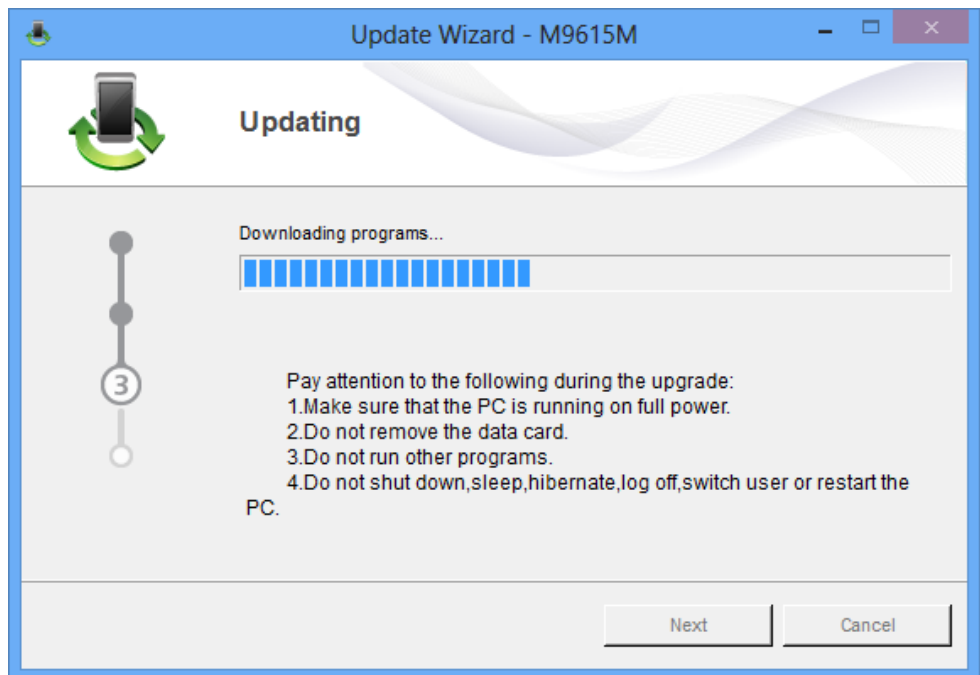 Update Wizard - M9615M
Updating
Downloading programs...
3
Pay attention to the following during the upgrade:
1.Make sure that the PC is running on full power.
2.Do not remove the data card.
3.Do not run other programs.
4.Do not shut down,sleep,hibernate,log off,switch user or restart the
PC.
Next
Cancel